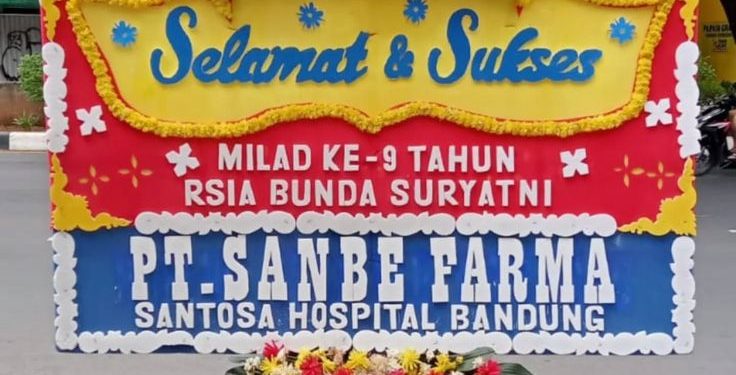 Selamat & Sukses
MILAD KE-9 TAHUN
RSIA BUNDA SURYATNI
PT. SANBE FARMA
SANTOSA HOSPITAL BANDUNG